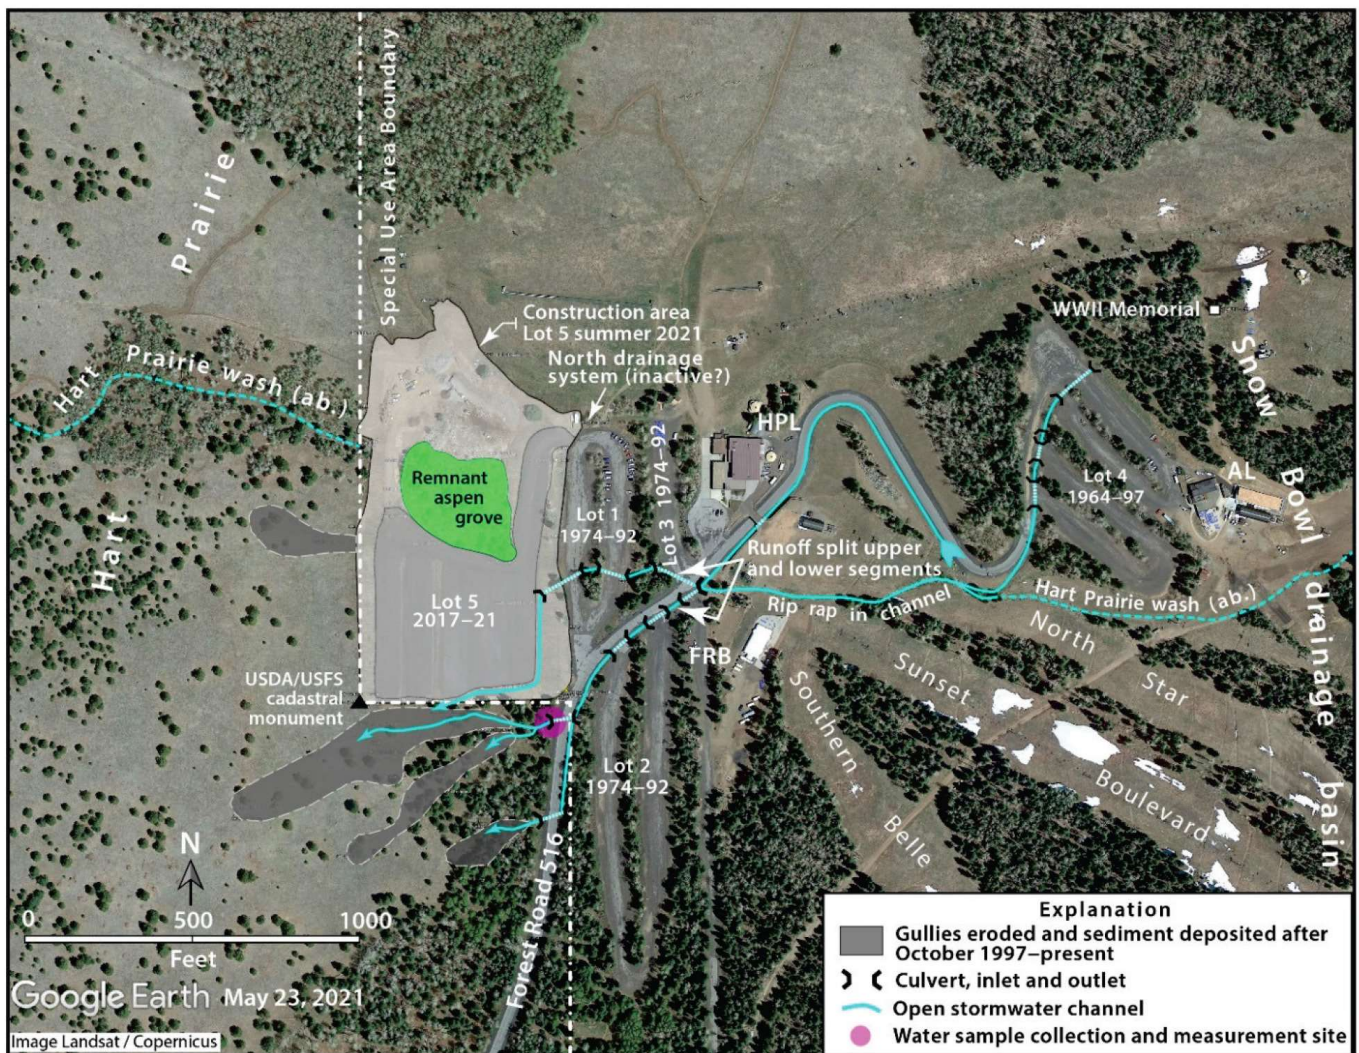 Special Use Area Boundary
Prairie
Hart
Construction area
Lot 5 summer 2021
North drainage
system (inactive?)
WWII Memorial
Snow
Bowl
drainage
basin
Hart Prairie wash (ab.)
HPL
Lot 3 1974–92
Lot 4
1964–97
AL
Remnant
aspen
grove
Lot 1
1974–92
Runoff split upper
and lower segments
Lot 5
2017–21
Rip rap in channel
Hart Prairie wash (ab.)
FRB
North
Star
Sunset
Boulevard
Southern
Belle
USDA/USFS
cadastral
monument
Lot 2
1974–92
Forest Road 516
N
0 500 1000
Feet
Google Earth May 23, 2021
Image Landsat / Copernicus
Explanation
Gullies eroded and sediment deposited after
October 1997–present
Culvert, inlet and outlet
Open stormwater channel
Water sample collection and measurement site